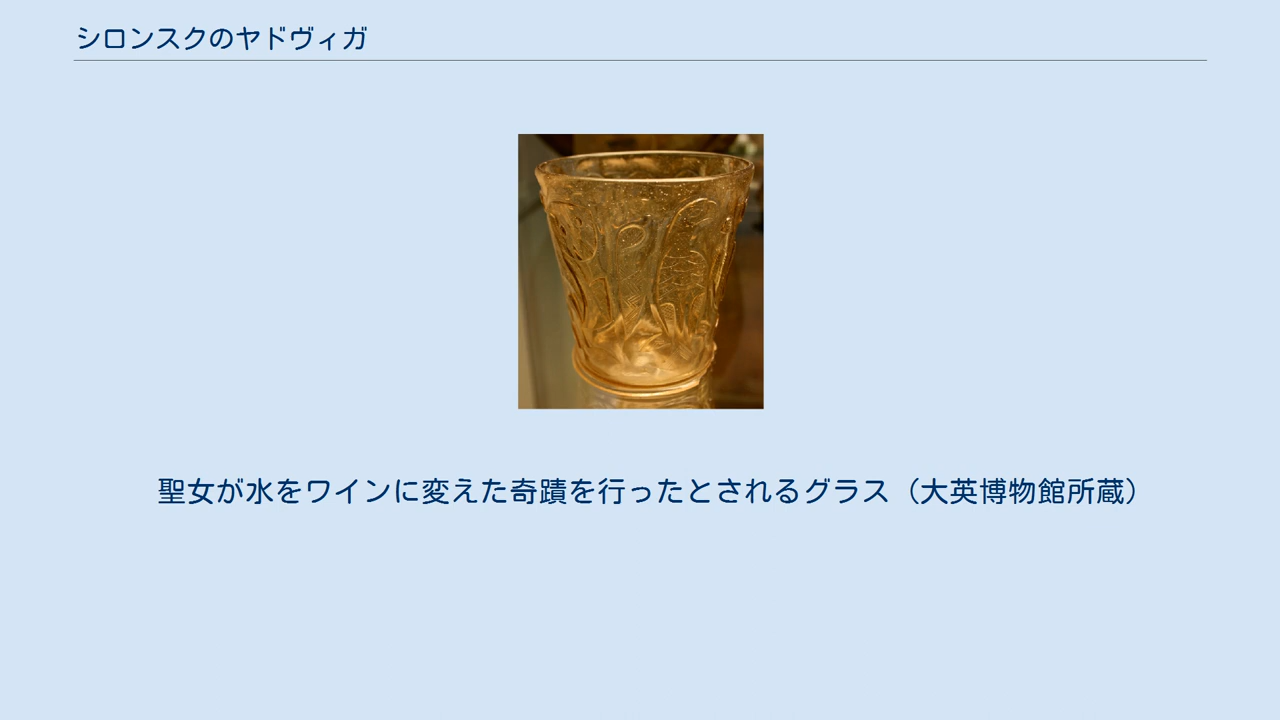 シロンスクのヤドヴィガ
聖女が水をワインに変えた奇蹟を行ったとされるグラス（大英博物館所蔵）